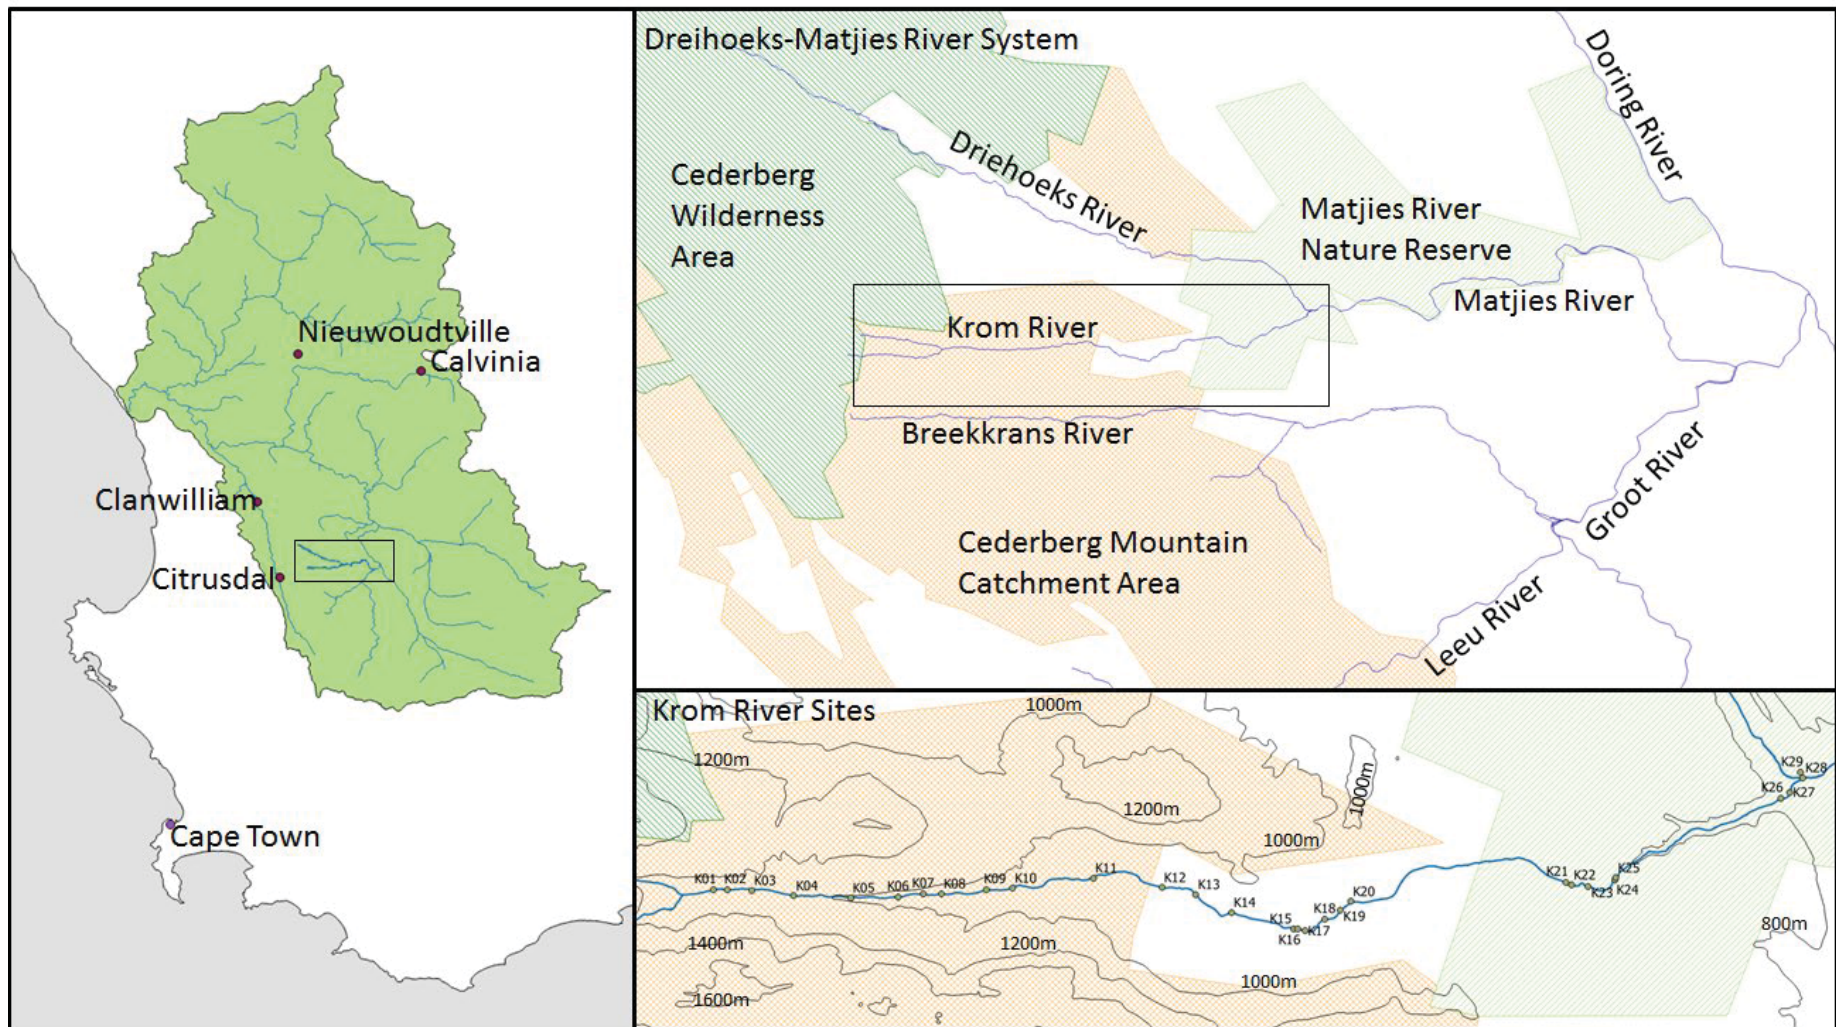 Nieuwoudtville
Calvinia
Clanwilliam
Citrusdal
Cape Town
Dreihoeks-Matjies River System
Cederberg
Wilderness
Area
Driehoeks River
Doring River
Matjies River
Nature Reserve
Matjies River
Krom River
Breekkrans River
Groot River
Cederberg Mountain
Catchment Area
Leeu River
Krom River Sites
1000m
1200m
1200m
1000m
1000m
K01
K02
K03
K04
K05
K06
K07
K08
K09
K10
K11
K12
K13
K14
K15
K16
K17
K18
K19
K20
K21
K22
K23
K24
K25
K26
K27
K28
K29
1400m
1200m
1000m
1600m
800m